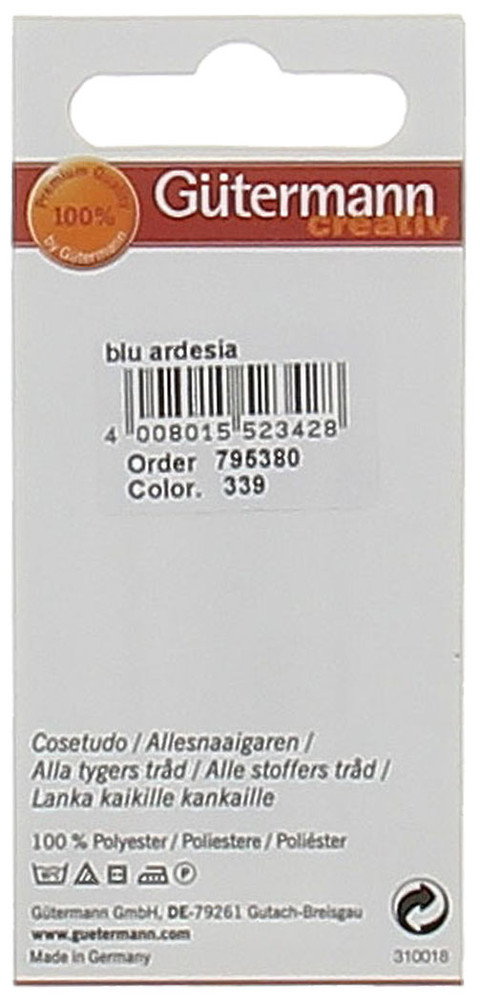 Premium Quality
100%
by Gütermann
Gütermann
creativ
blu ardesia
4 008015 523428
Order 795380
Color. 339
Cosetudo / Allesnaaigaren /
Alla tygers tråd / Alle stoffers tråd /
Lanka kaikille kankaille
100 % Polyester / Poliestere / Poliéster
P
Gütermann GmbH, DE-79261 Gutach-Breisgau
www.guetermann.com
Made in Germany
310018